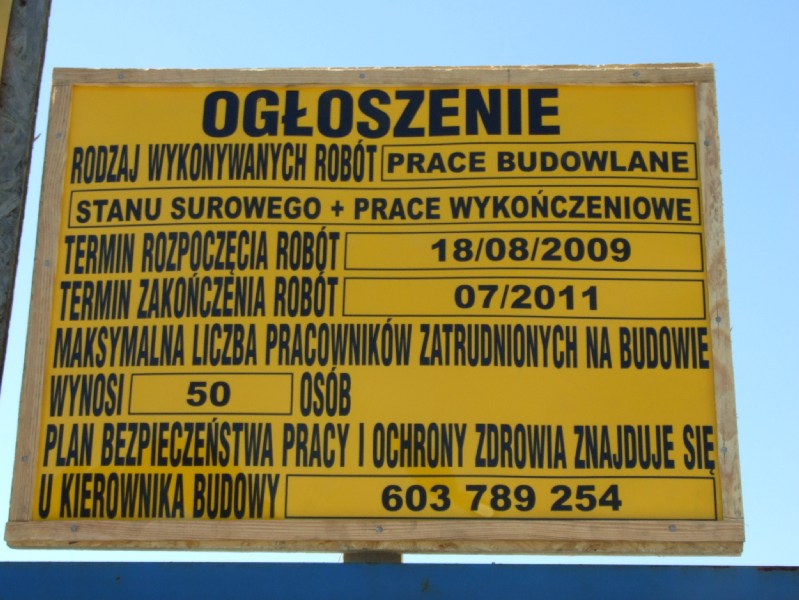 OGŁOSZENIE
RODZAJ WYKONYWANYCH ROBÓT PRACE BUDOWLANE
STANU SUROWEGO + PRACE WYKOŃCZENIOWE
TERMIN ROZPOCZĘCIA ROBÓT 18/08/2009
TERMIN ZAKOŃCZENIA ROBÓT 07/2011
MAKSYMALNA LICZBA PRACOWNIKÓW ZATRUDNIONYCH NA BUDOWIE
WYNOSI 50 OSÓB
PLAN BEZPIECZEŃSTWA PRACY I OCHRONY ZDROWIA ZNAJDUJE SIĘ
U KIEROWNIKA BUDOWY 603 789 254